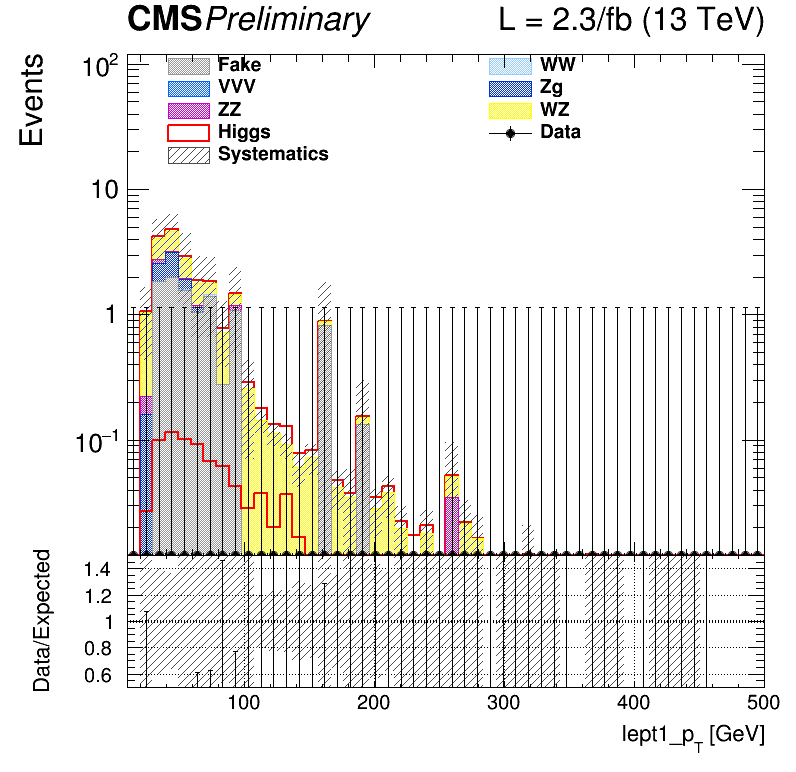 CMS Preliminary L = 2.3/fb (13 TeV)
Events
10²
10
1
10⁻¹
Fake WW
VVV Zg
ZZ WZ
Higgs Data
Systematics
Data/Expected
1.4
1.2
1
0.8
0.6
100 200 300 400 500
lept1_p_T [GeV]